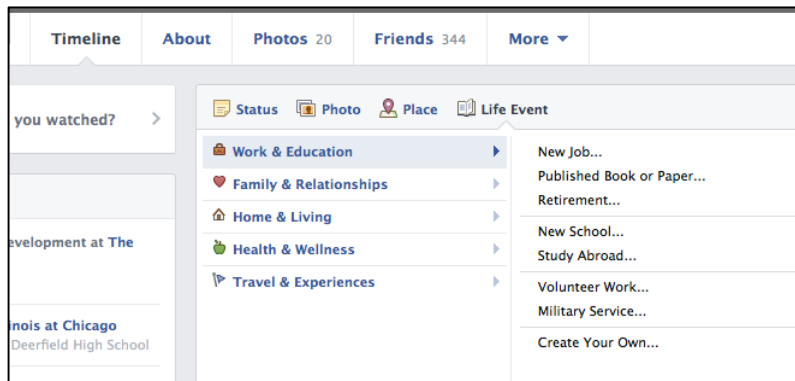 Timeline About Photos 20 Friends 344 More
you watched?
Status Photo Place Life Event
Work & Education
Family & Relationships
Home & Living
Health & Wellness
Travel & Experiences
New Job...
Published Book or Paper...
Retirement...
New School...
Study Abroad...
Volunteer Work...
Military Service...
Create Your Own...
evelopment at The
inois at Chicago
Deerfield High School